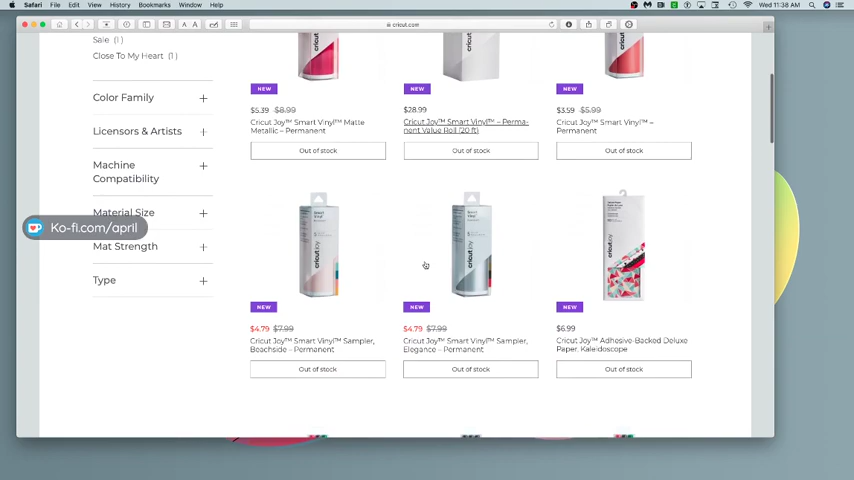 Safari File Edit View History Bookmarks Window Help
Wed 11:38 AM
cricut.com
Sale (1)
Close To My Heart (1)
Color Family
Licensors & Artists
Machine
Compatibility
Material Size
Mat Strength
Type
Ko-fi.com/april
NEW
$5.39 $8.99
Cricut Joy™ Smart Vinyl™ Matte
Metallic – Permanent
Out of stock
NEW
$28.99
Cricut Joy™ Smart Vinyl™ – Perma-
nent Value Roll (20 ft)
Out of stock
NEW
$3.59 $5.99
Cricut Joy™ Smart Vinyl™ –
Permanent
Out of stock
NEW
$4.79 $7.99
Cricut Joy™ Smart Vinyl™ Sampler,
Beachside – Permanent
Out of stock
NEW
$4.79 $7.99
Cricut Joy™ Smart Vinyl™ Sampler,
Elegance – Permanent
Out of stock
NEW
$6.99
Cricut Joy™ Adhesive-Backed Deluxe
Paper, Kaleidoscope
Out of stock